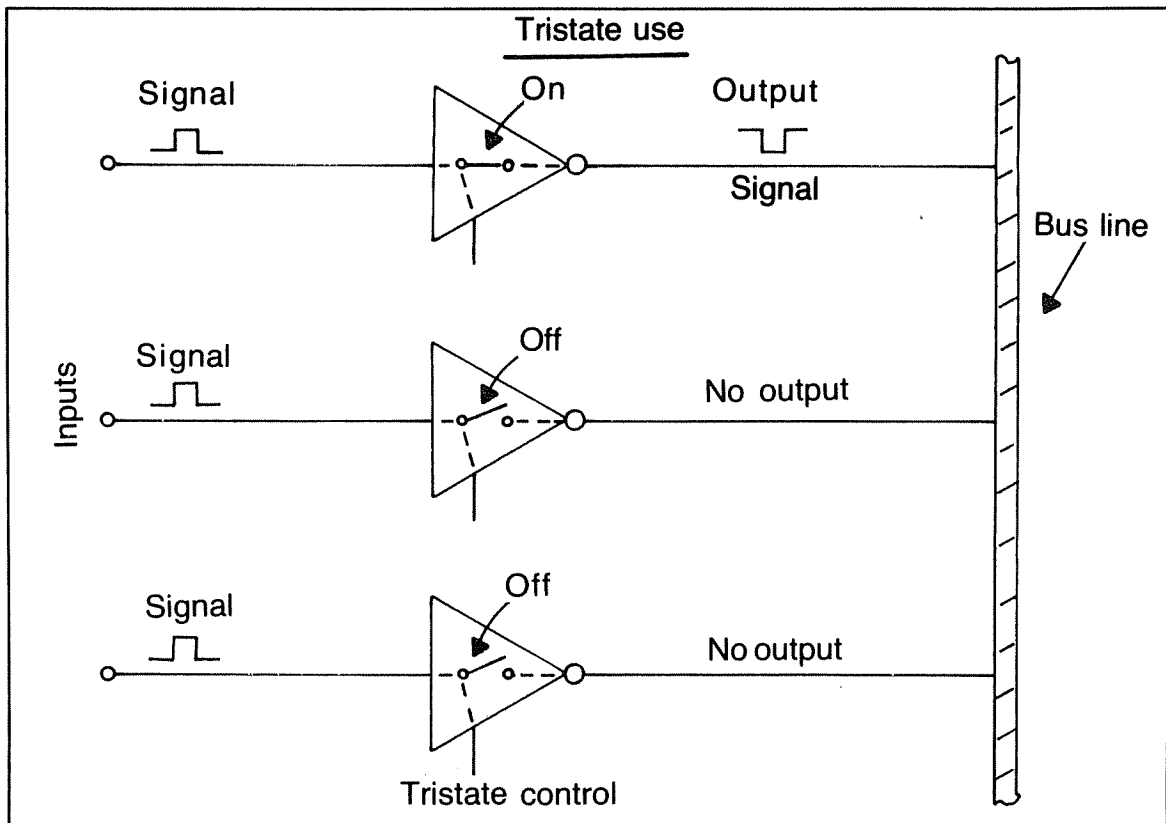 Tristate use
Signal
On
Output
Signal
Bus line
Inputs
Signal
Off
No output
Signal
Off
No output
Tristate control